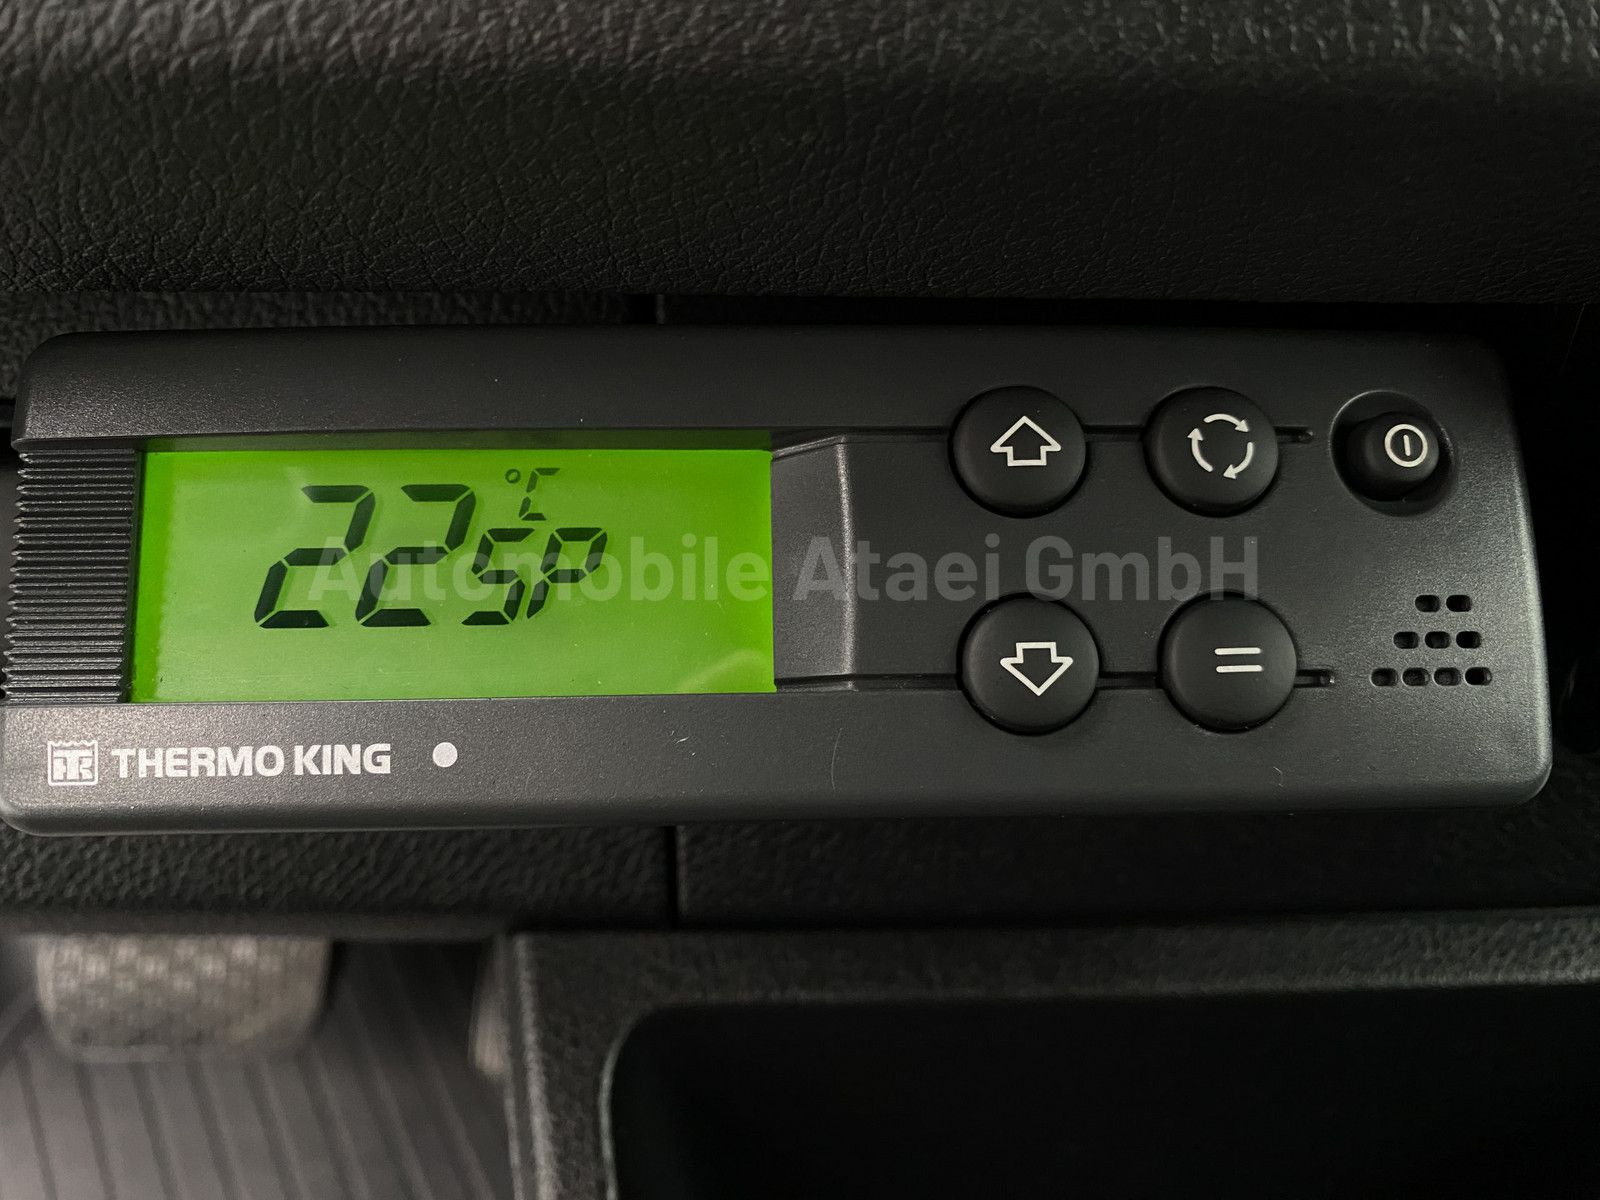 °C
22SP
Automobile Ataei GmbH
THERMO KING